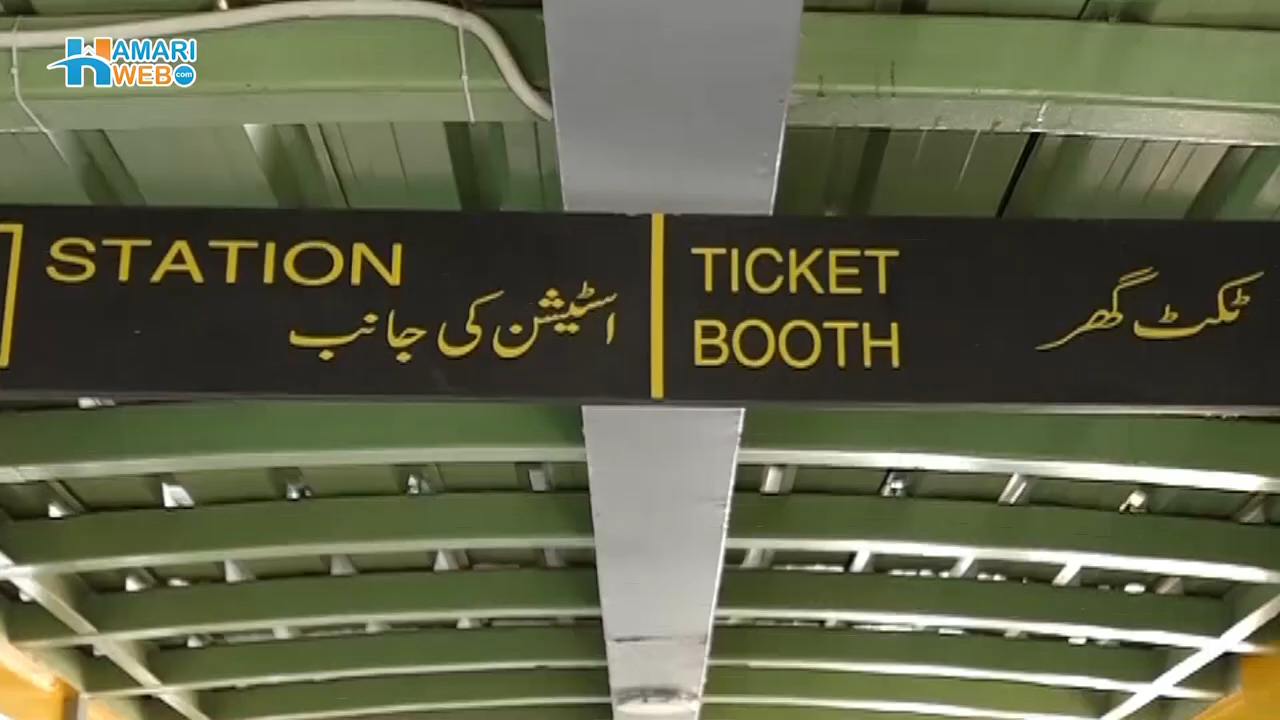 HAMARI
WEB.com
STATION
اسٹیشن کی جانب
TICKET
BOOTH
ٹکٹ گھر